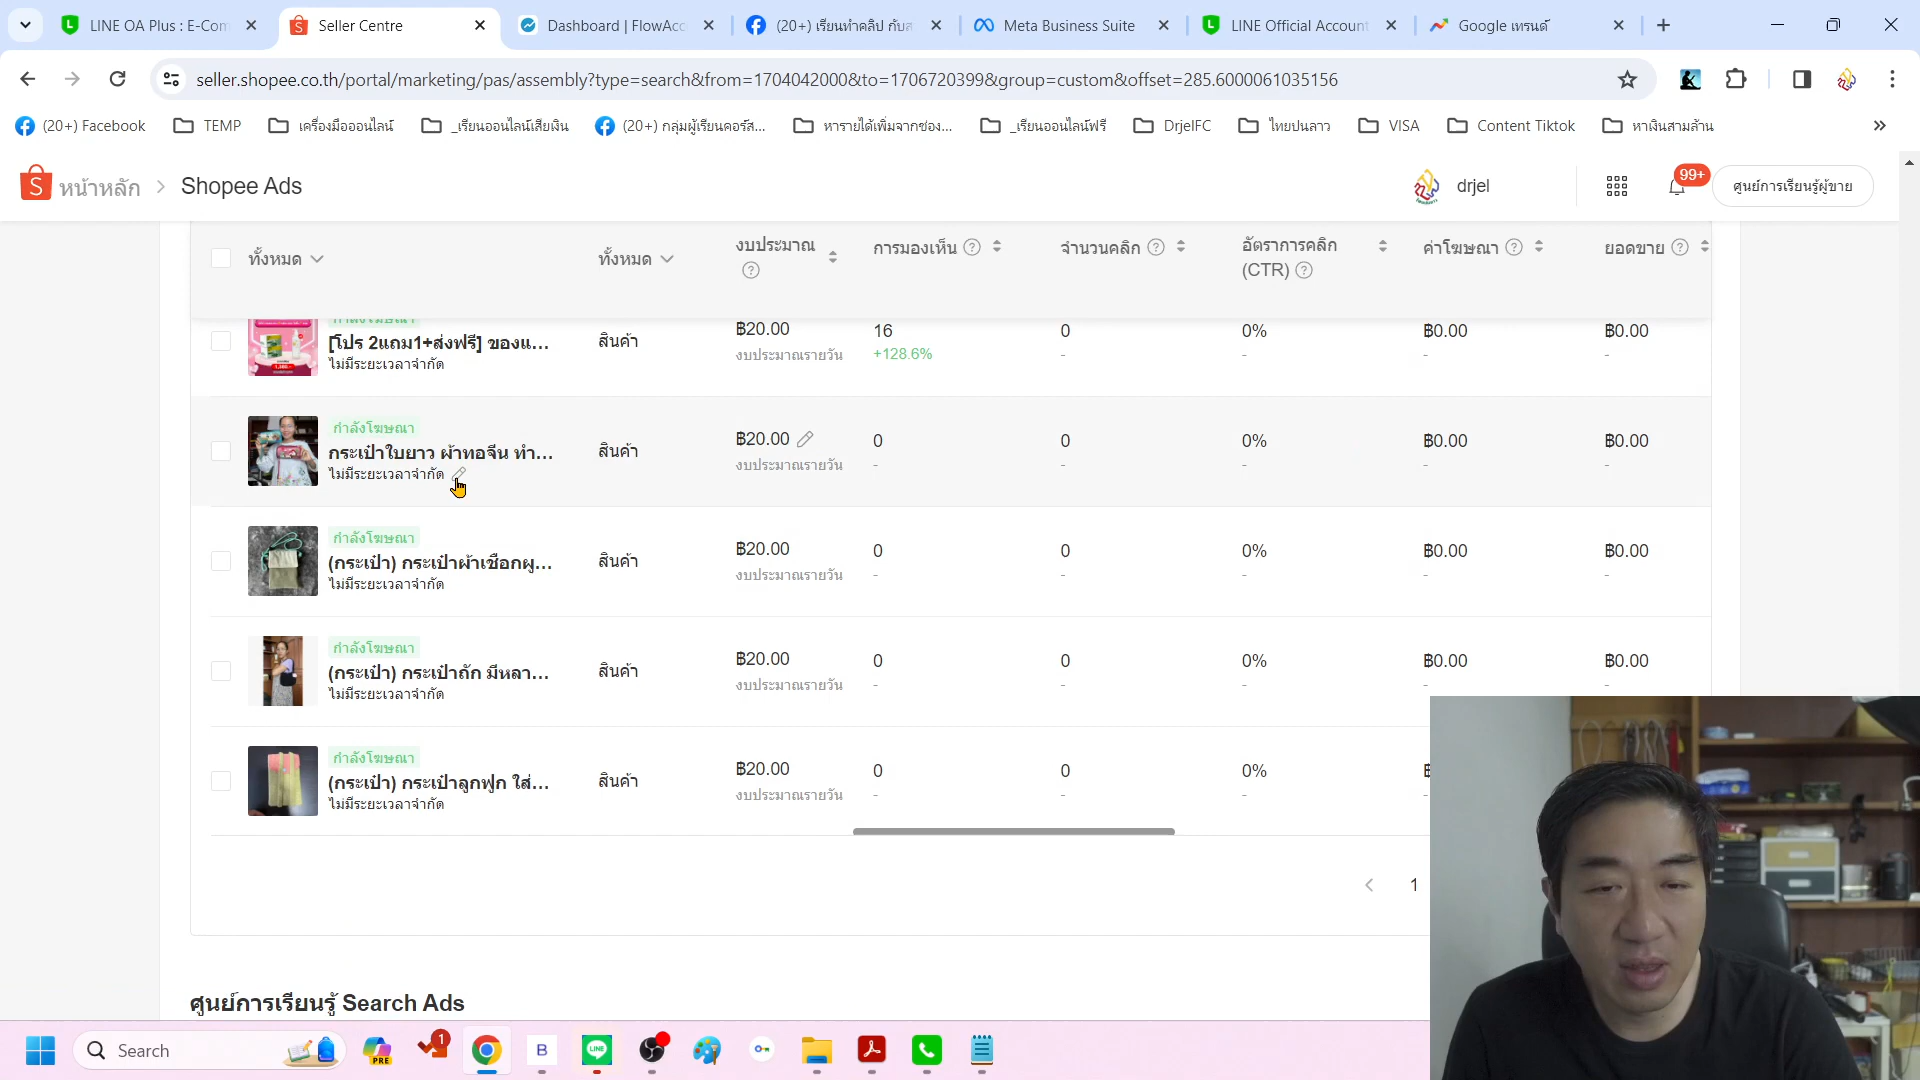 LINE OA Plus : E-Com
Seller Centre
Dashboard | FlowAcc
(20+) เรียนทำคลิป กับส
Meta Business Suite
LINE Official Account
Google เทรนด์
seller.shopee.co.th/portal/marketing/pas/assembly?type=search&from=1704042000&to=1706720399&group=custom&offset=285.6000061035156
(20+) Facebook
TEMP
เครื่องมือออนไลน์
_เรียนออนไลน์เสียเงิน
(20+) กลุ่มผู้เรียนคอร์ส...
หารายได้เพิ่มจากช่อง...
_เรียนออนไลน์ฟรี
DrjelFC
ไทยปนลาว
VISA
Content Tiktok
หาเงินสามล้าน
หน้าหลัก > Shopee Ads
drjel
99+
ศูนย์การเรียนรู้ผู้ขาย
ทั้งหมด
ทั้งหมด
งบประมาณ
การมองเห็น
จำนวนคลิก
อัตราการคลิก
(CTR)
ค่าโฆษณา
ยอดขาย
กำลังโฆษณา
[โปร 2แถม1+ส่งฟรี] ของแ...
ไม่มีระยะเวลาจำกัด
สินค้า
฿20.00
งบประมาณรายวัน
16
+128.6%
0
-
0%
-
฿0.00
-
฿0.00
-
กำลังโฆษณา
กระเป๋าใบยาว ผ้าทอจีน ทำ...
ไม่มีระยะเวลาจำกัด
สินค้า
฿20.00
งบประมาณรายวัน
0
-
0
-
0%
-
฿0.00
-
฿0.00
-
กำลังโฆษณา
(กระเป๋า) กระเป๋าผ้าเชือกผู...
ไม่มีระยะเวลาจำกัด
สินค้า
฿20.00
งบประมาณรายวัน
0
-
0
-
0%
-
฿0.00
-
฿0.00
-
กำลังโฆษณา
(กระเป๋า) กระเป๋าถัก มีหลา...
ไม่มีระยะเวลาจำกัด
สินค้า
฿20.00
งบประมาณรายวัน
0
-
0
-
0%
-
฿0.00
-
฿0.00
-
กำลังโฆษณา
(กระเป๋า) กระเป๋าลูกฟูก ใส่...
ไม่มีระยะเวลาจำกัด
สินค้า
฿20.00
งบประมาณรายวัน
0
-
0
-
0%
-
1
ศูนย์การเรียนรู้ Search Ads
Search
PRE
1
B